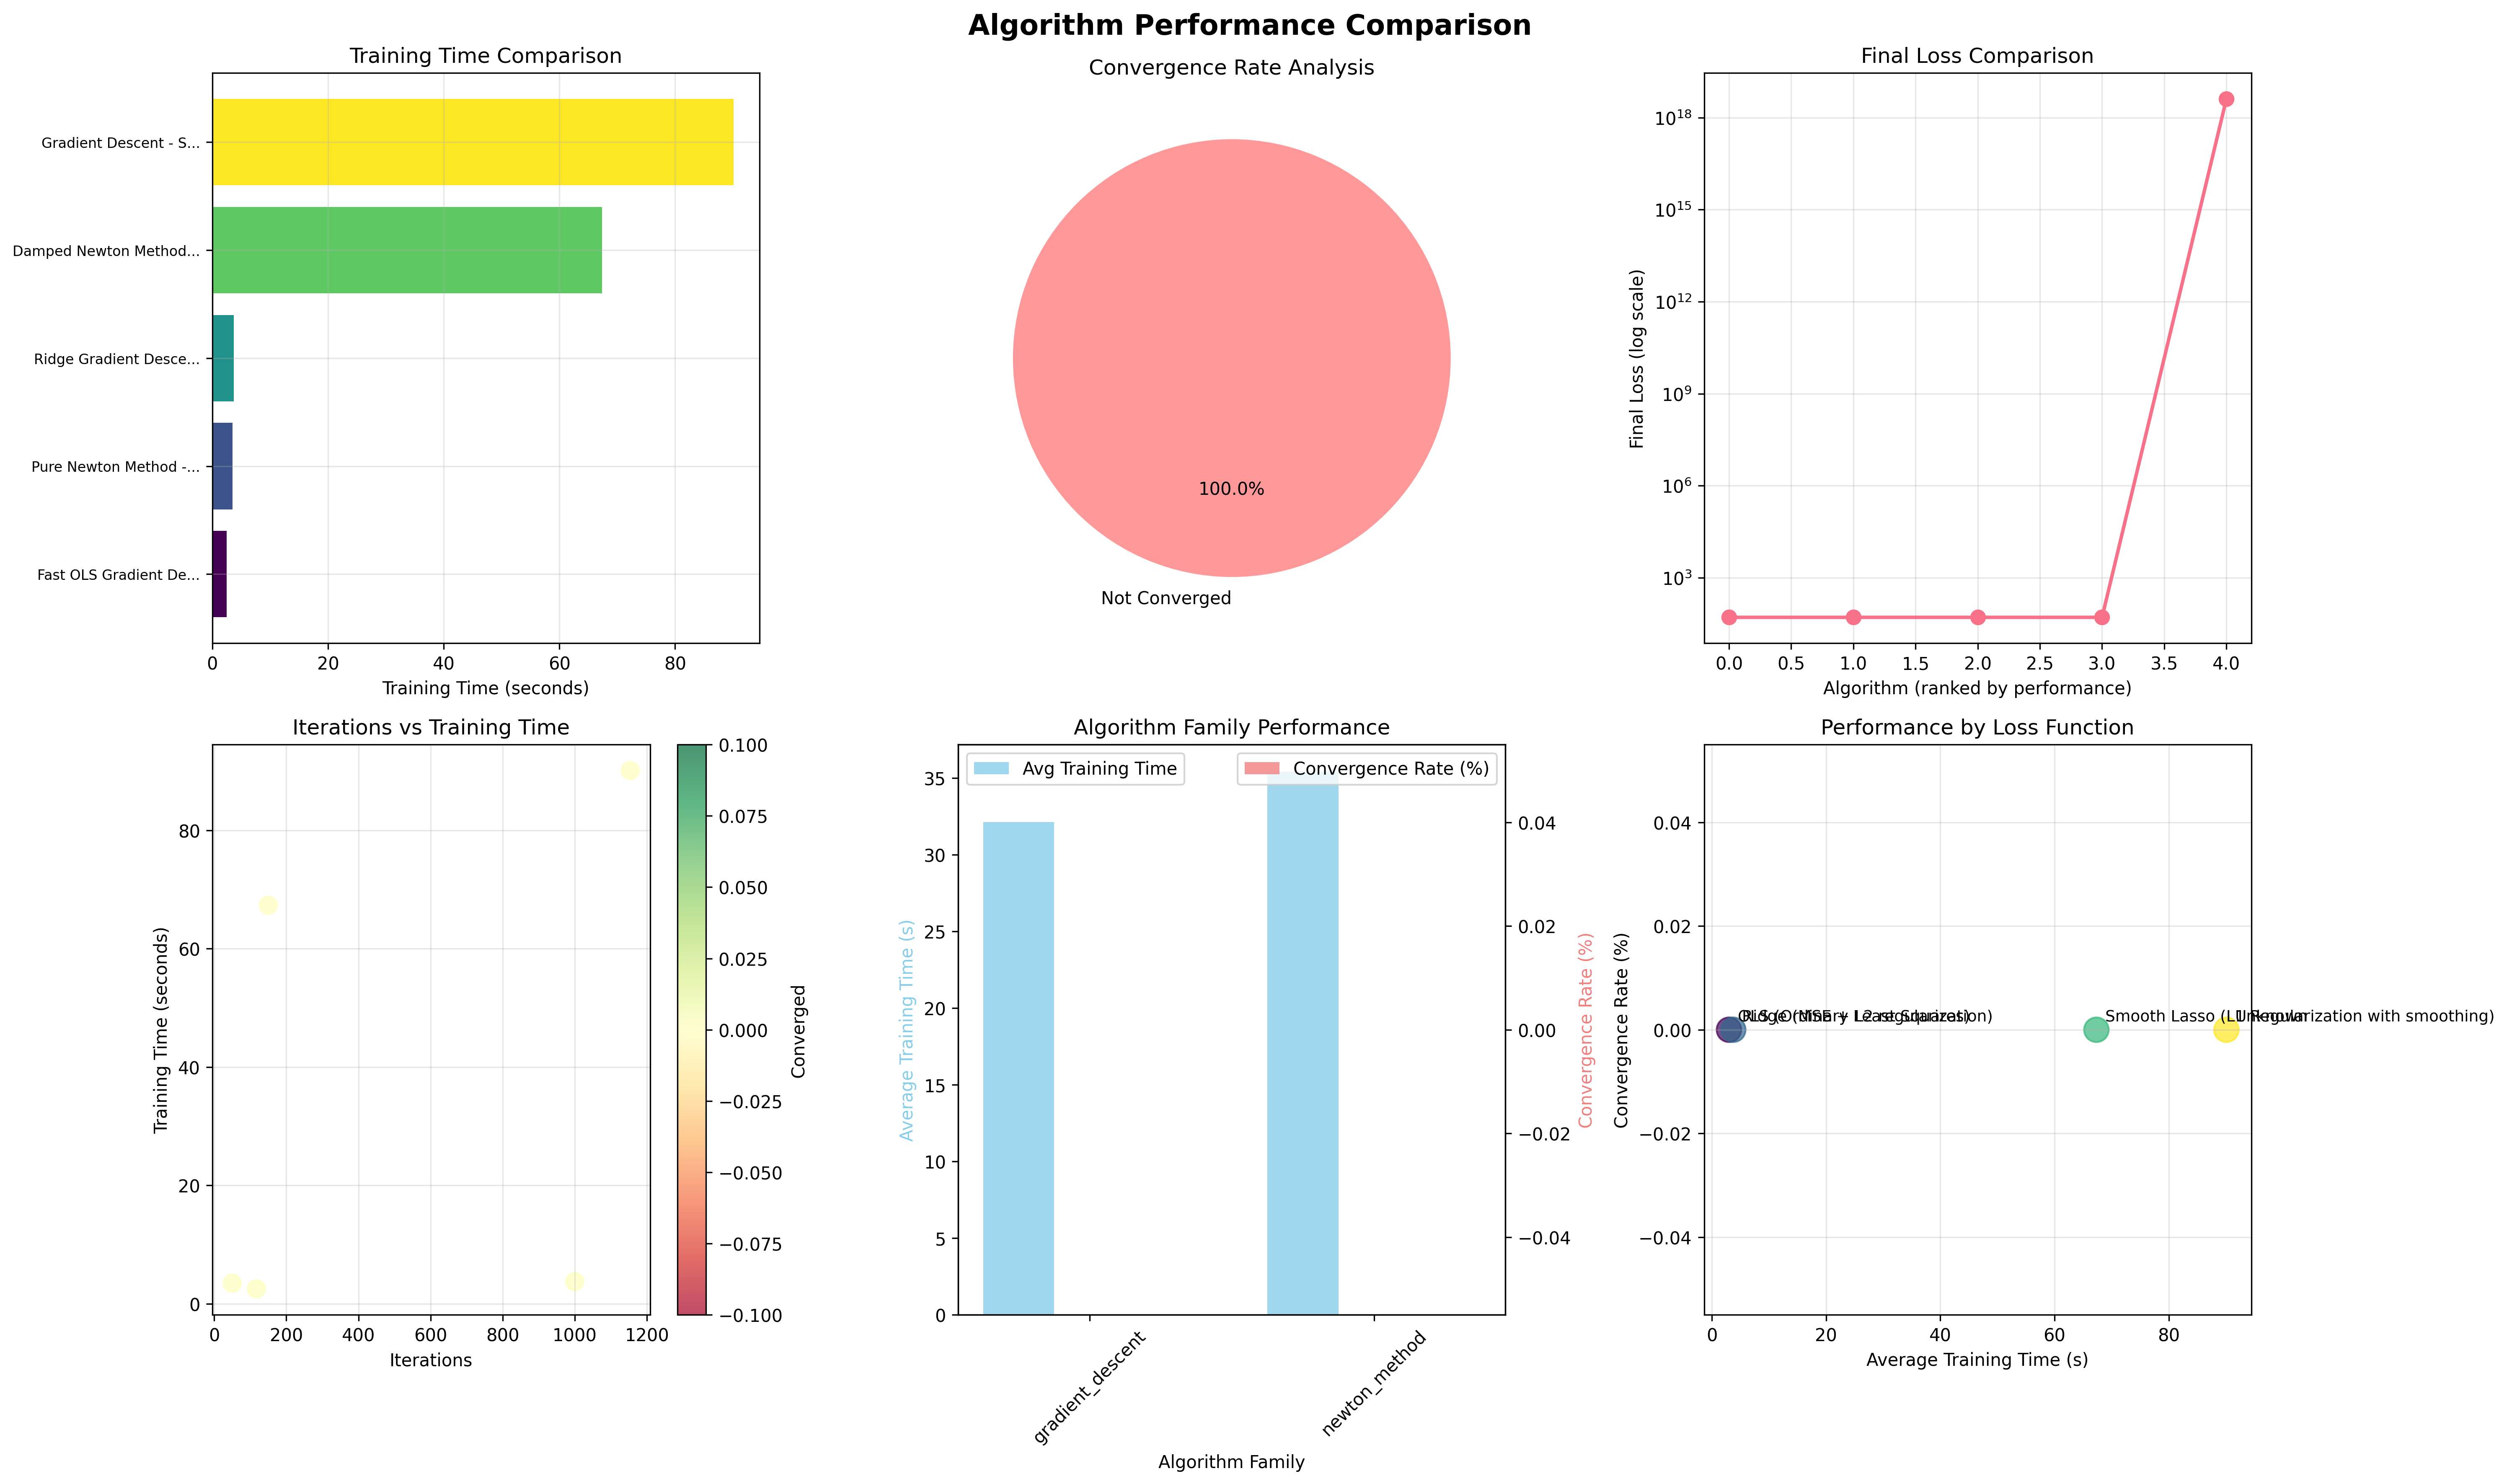 Algorithm Performance Comparison
Training Time Comparison
Gradient Descent - S...
Damped Newton Method...
Ridge Gradient Desce...
Pure Newton Method -...
Fast OLS Gradient De...
0 20 40 60 80
Training Time (seconds)
Convergence Rate Analysis
100.0%
Not Converged
Final Loss Comparison
Final Loss (log scale)
10^18
10^15
10^12
10^9
10^6
10^3
0.0 0.5 1.0 1.5 2.0 2.5 3.0 3.5 4.0
Algorithm (ranked by performance)
Iterations vs Training Time
Training Time (seconds)
80
60
40
20
0
0 200 400 600 800 1000 1200
Iterations
0.100
0.075
0.050
0.025
0.000
−0.025
−0.050
−0.075
−0.100
Converged
Algorithm Family Performance
Avg Training Time
Convergence Rate (%)
Average Training Time (s)
35
30
25
20
15
10
5
0
0.04
0.02
0.00
−0.02
−0.04
Convergence Rate (%)
gradient_descent
newton_method
Algorithm Family
Performance by Loss Function
Convergence Rate (%)
0.04
0.02
0.00
−0.02
−0.04
OLS (Ordinary Least Squares)
Ridge (MSE + L2 regularization)
Smooth Lasso (L1 Regularization with smoothing)
Unknown
0 20 40 60 80
Average Training Time (s)